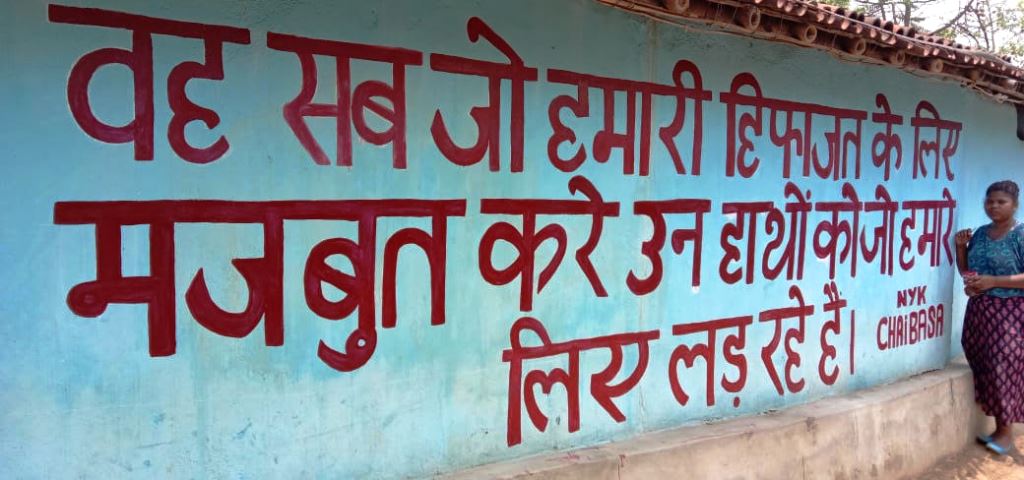 वह सब जो हमारी हिफाजत के लिए
मजबुत करे उन हाथों को जो हमारे
लिए लड़ रहे हैं।
NYK
CHAIBASA